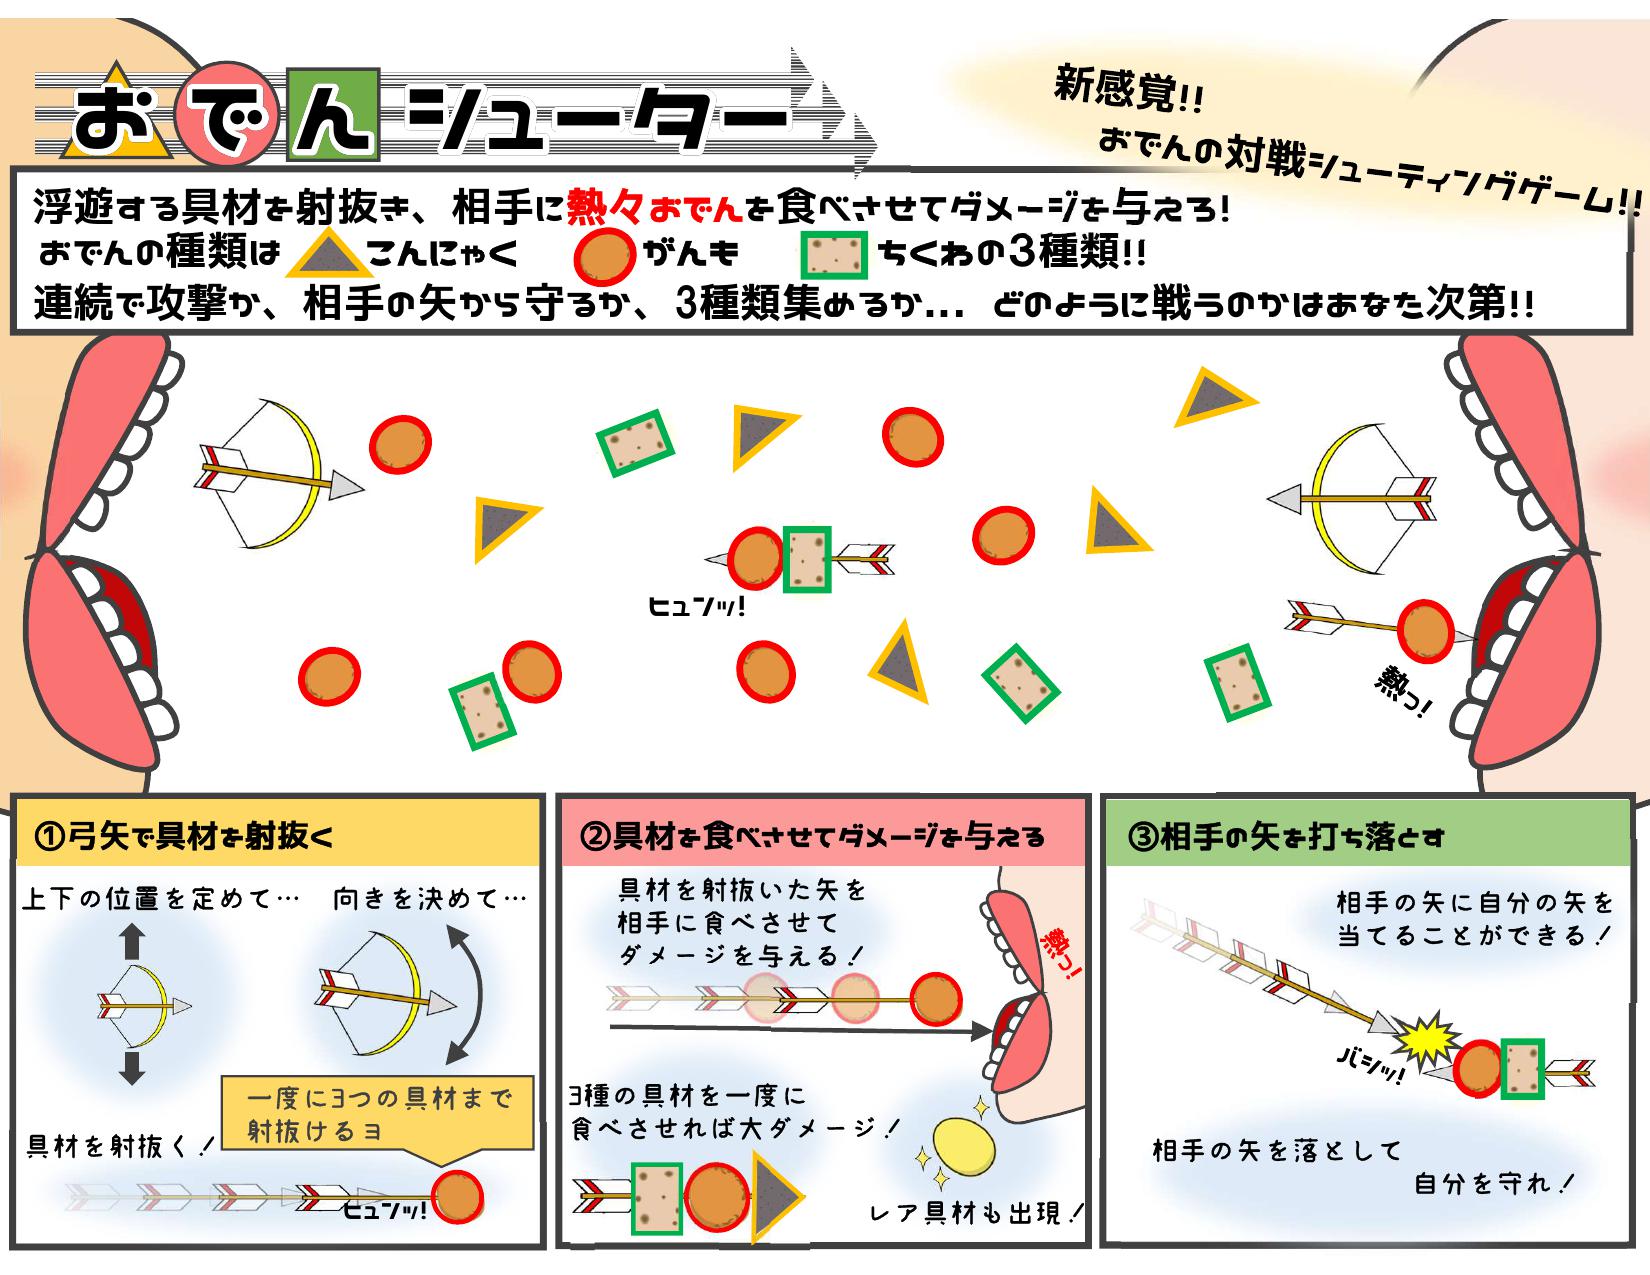 おでんシューター
新感覚!!
おでんの対戦シューティングゲーム!!
浮遊する具材を射抜き、相手に熱々おでんを食べさせてダメージを与えろ!
おでんの種類は こんにゃく がんも ちくわの3種類!!
連続で攻撃か、相手の矢から守るか、3種類集めるか... どのように戦うのかはあなた次第!!
ヒュンッ!
熱っ!
①弓矢で具材を射抜く
上下の位置を定めて…
向きを決めて…
一度に3つの具材まで
射抜けるヨ
具材を射抜く!
ヒュンッ!
②具材を食べさせてダメージを与える
具材を射抜いた矢を
相手に食べさせて
ダメージを与える!
熱っ!
3種の具材を一度に
食べさせれば大ダメージ!
レア具材も出現!
③相手の矢を打ち落とす
相手の矢に自分の矢を
当てることができる!
バシッ!
相手の矢を落として
自分を守れ!